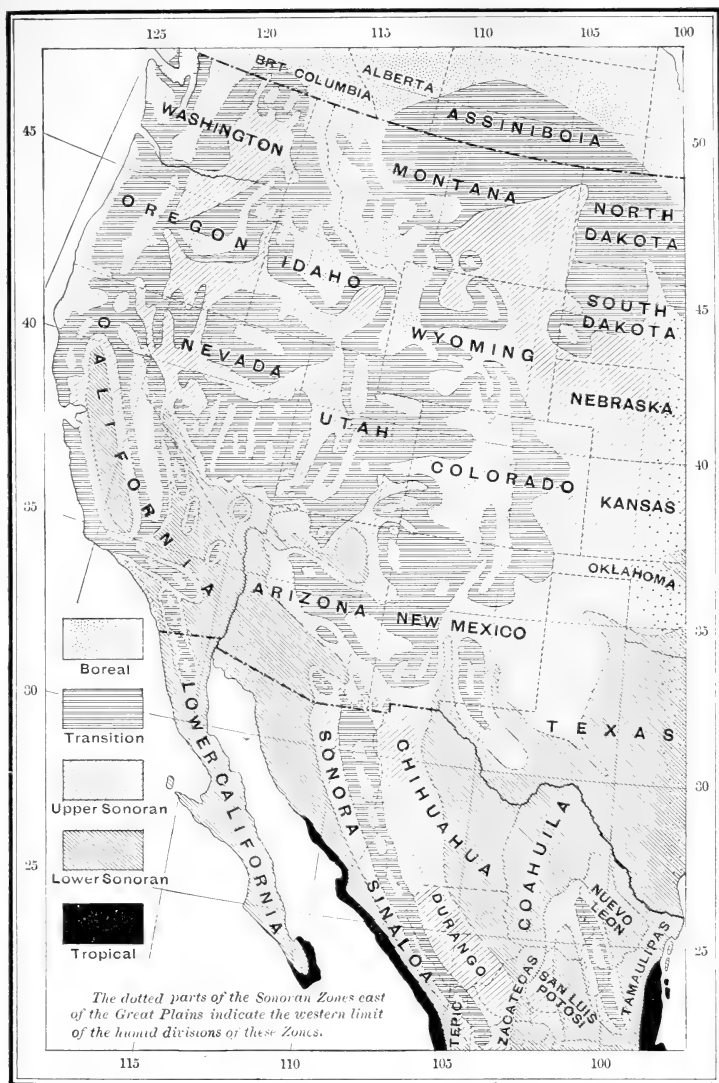 125
120
115
110
105
100
BRT. COLUMBIA
ALBERTA
ASSINIBOIA
WASHINGTON
45
50
MONTANA
OREGON
NORTH
DAKOTA
IDAHO
SOUTH
DAKOTA
45
40
WYOMING
NEVADA
NEBRASKA
CALIFORNIA
UTAH
COLORADO
40
KANSAS
35
OKLAHOMA
ARIZONA
NEW MEXICO
35
Boreal
30
TEXAS
Transition
LOWER CALIFORNIA
SONORA
CHIHUAHUA
30
Upper Sonoran
COAHUILA
Lower Sonoran
25
SINALOA
DURANGO
NUEVO
LEON
TAMAULIPAS
25
Tropical
ZACATECAS
SAN LUIS
POTOSI
TEPIC
The dotted parts of the Sonoran Zones east
of the Great Plains indicate the western limit
of the humid divisions of these Zones.
115
110
105
100